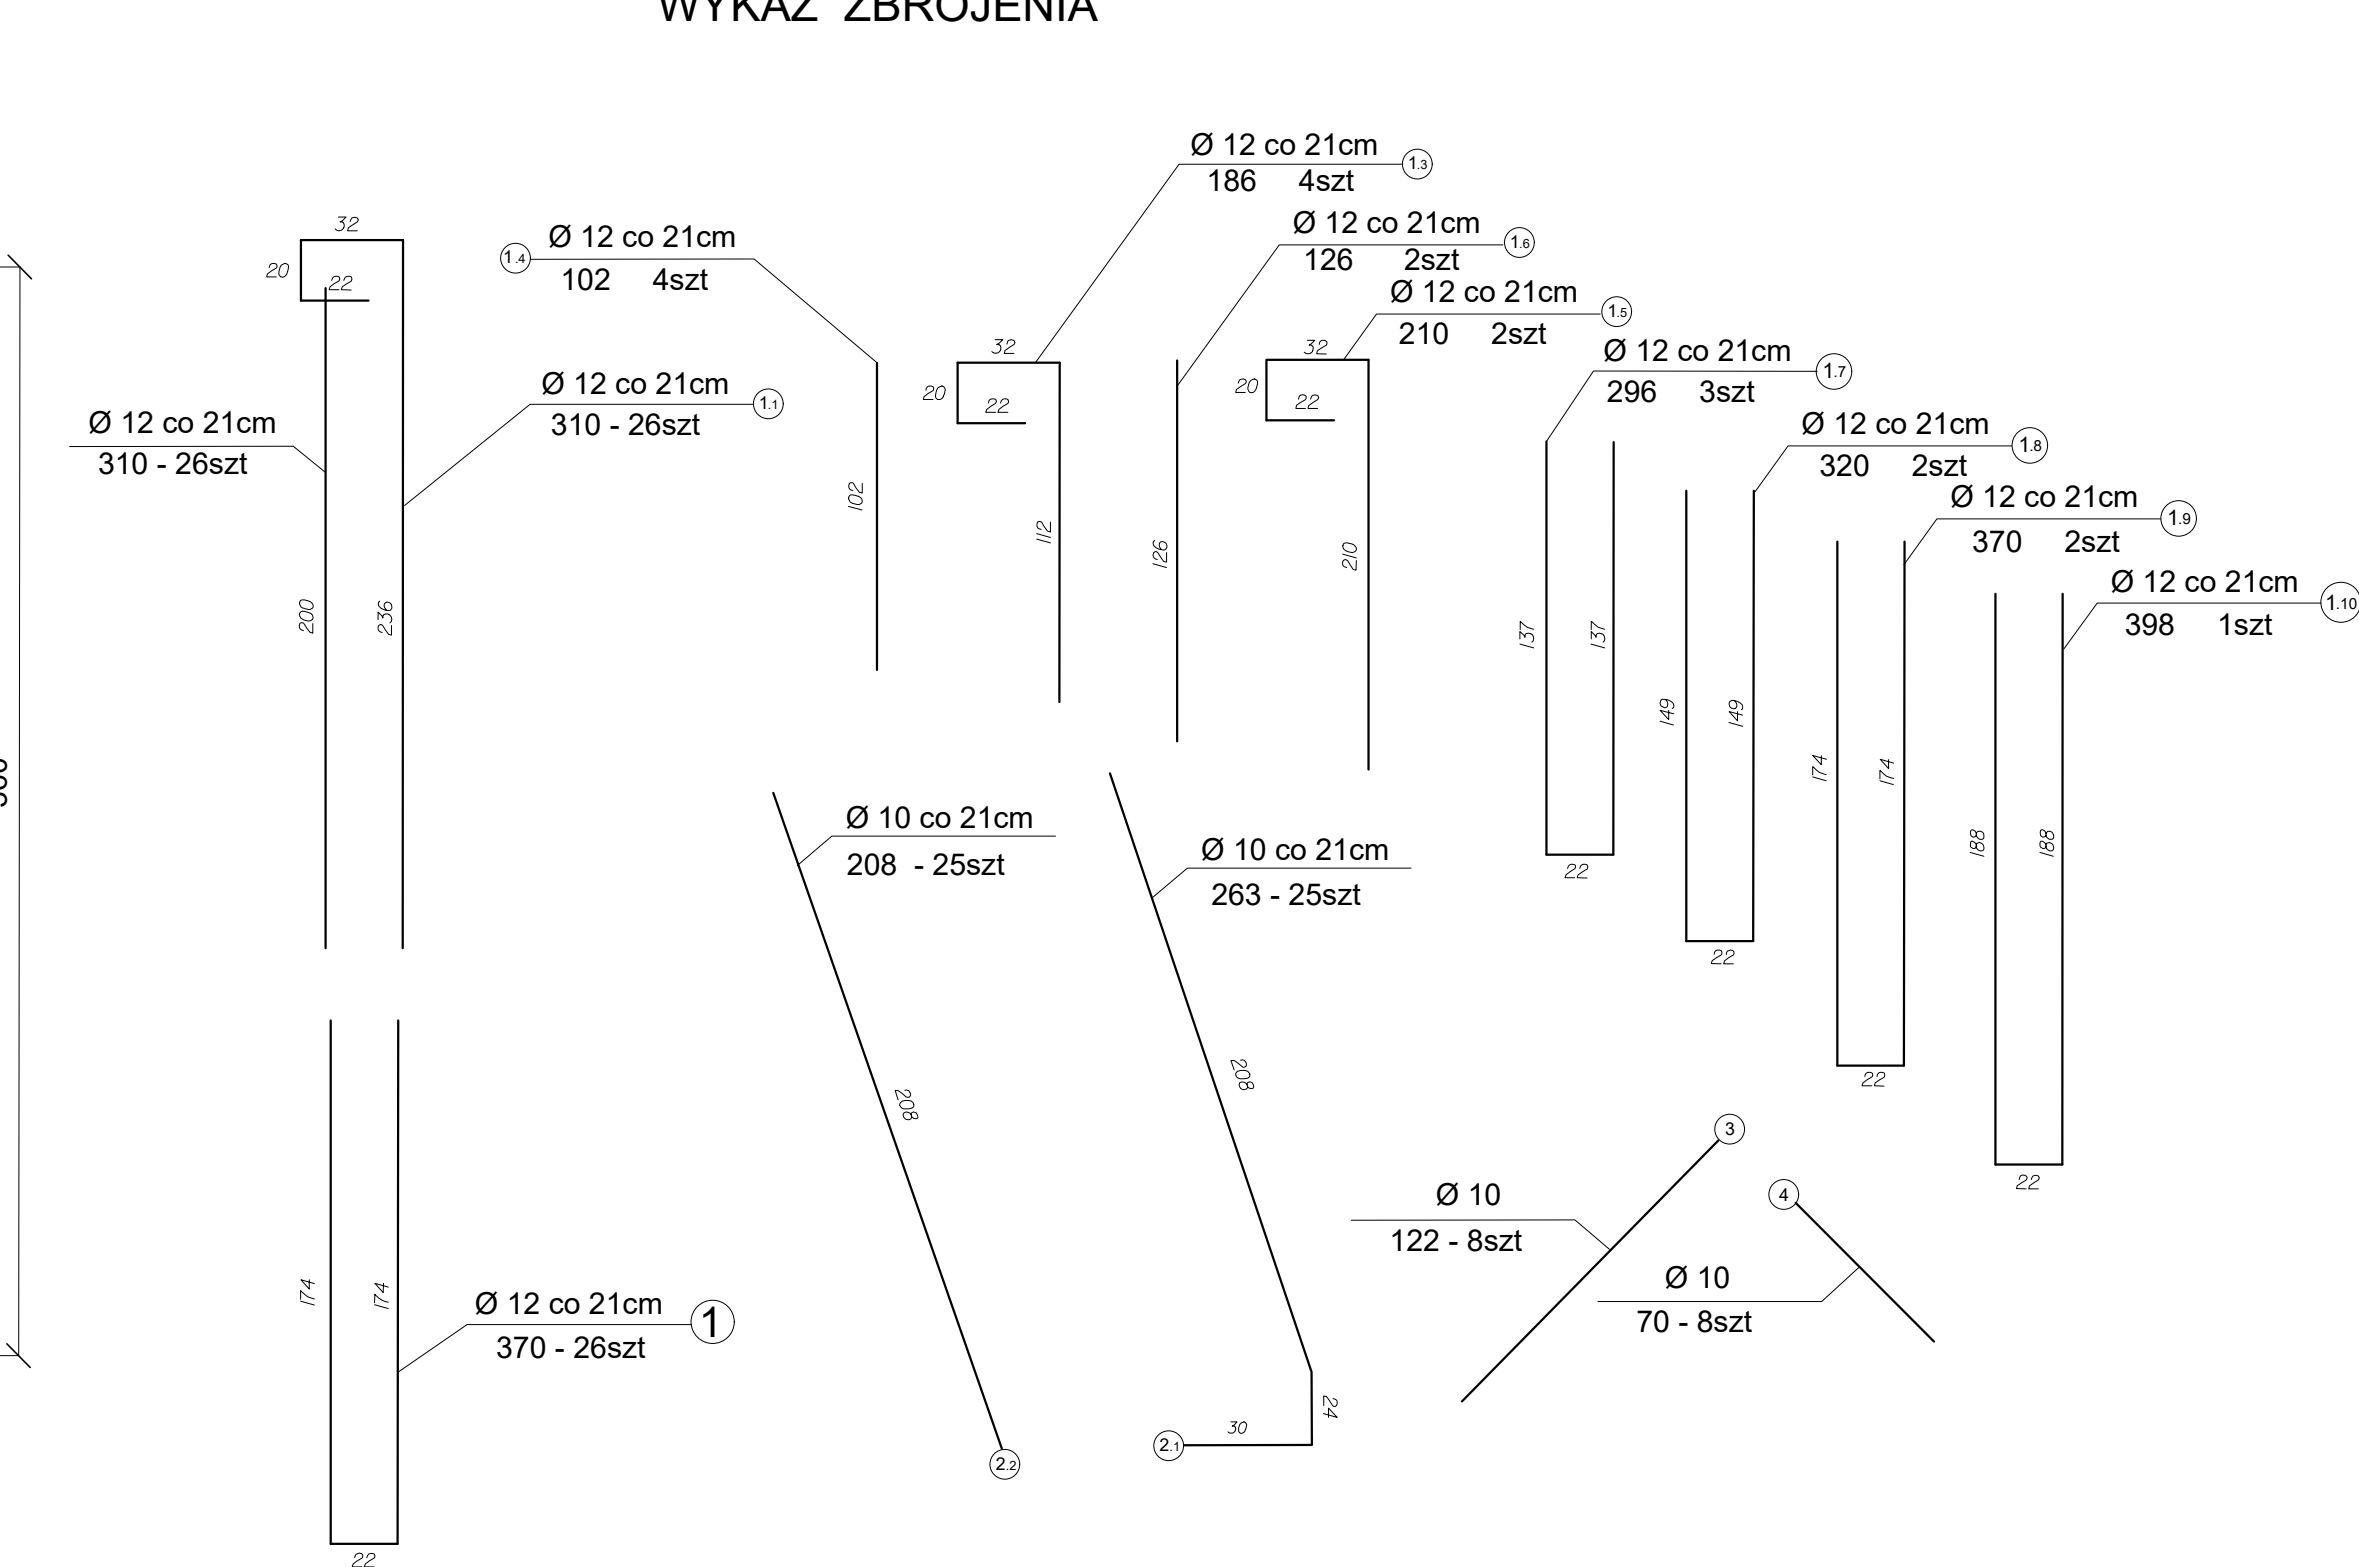 WYKAZ ZBROJENIA
Ø 12 co 21cm 1.3
186 4szt
Ø 12 co 21cm 1.6
126 2szt
1.4 Ø 12 co 21cm
102 4szt
Ø 12 co 21cm 1.5
210 2szt
Ø 12 co 21cm 1.7
296 3szt
Ø 12 co 21cm 1.1
310 - 26szt
Ø 12 co 21cm
310 - 26szt
Ø 12 co 21cm 1.8
320 2szt
Ø 12 co 21cm 1.9
370 2szt
Ø 12 co 21cm 1.10
398 1szt
32
20
22
200
236
102
32
20
22
112
126
32
20
22
210
137
137
22
149
149
22
174
174
22
188
188
22
Ø 10 co 21cm
208 - 25szt
208
2.2
Ø 10 co 21cm
263 - 25szt
208
24
30
2.1
3
Ø 10
122 - 8szt
4
Ø 10
70 - 8szt
174
174
Ø 12 co 21cm 1
370 - 26szt
22